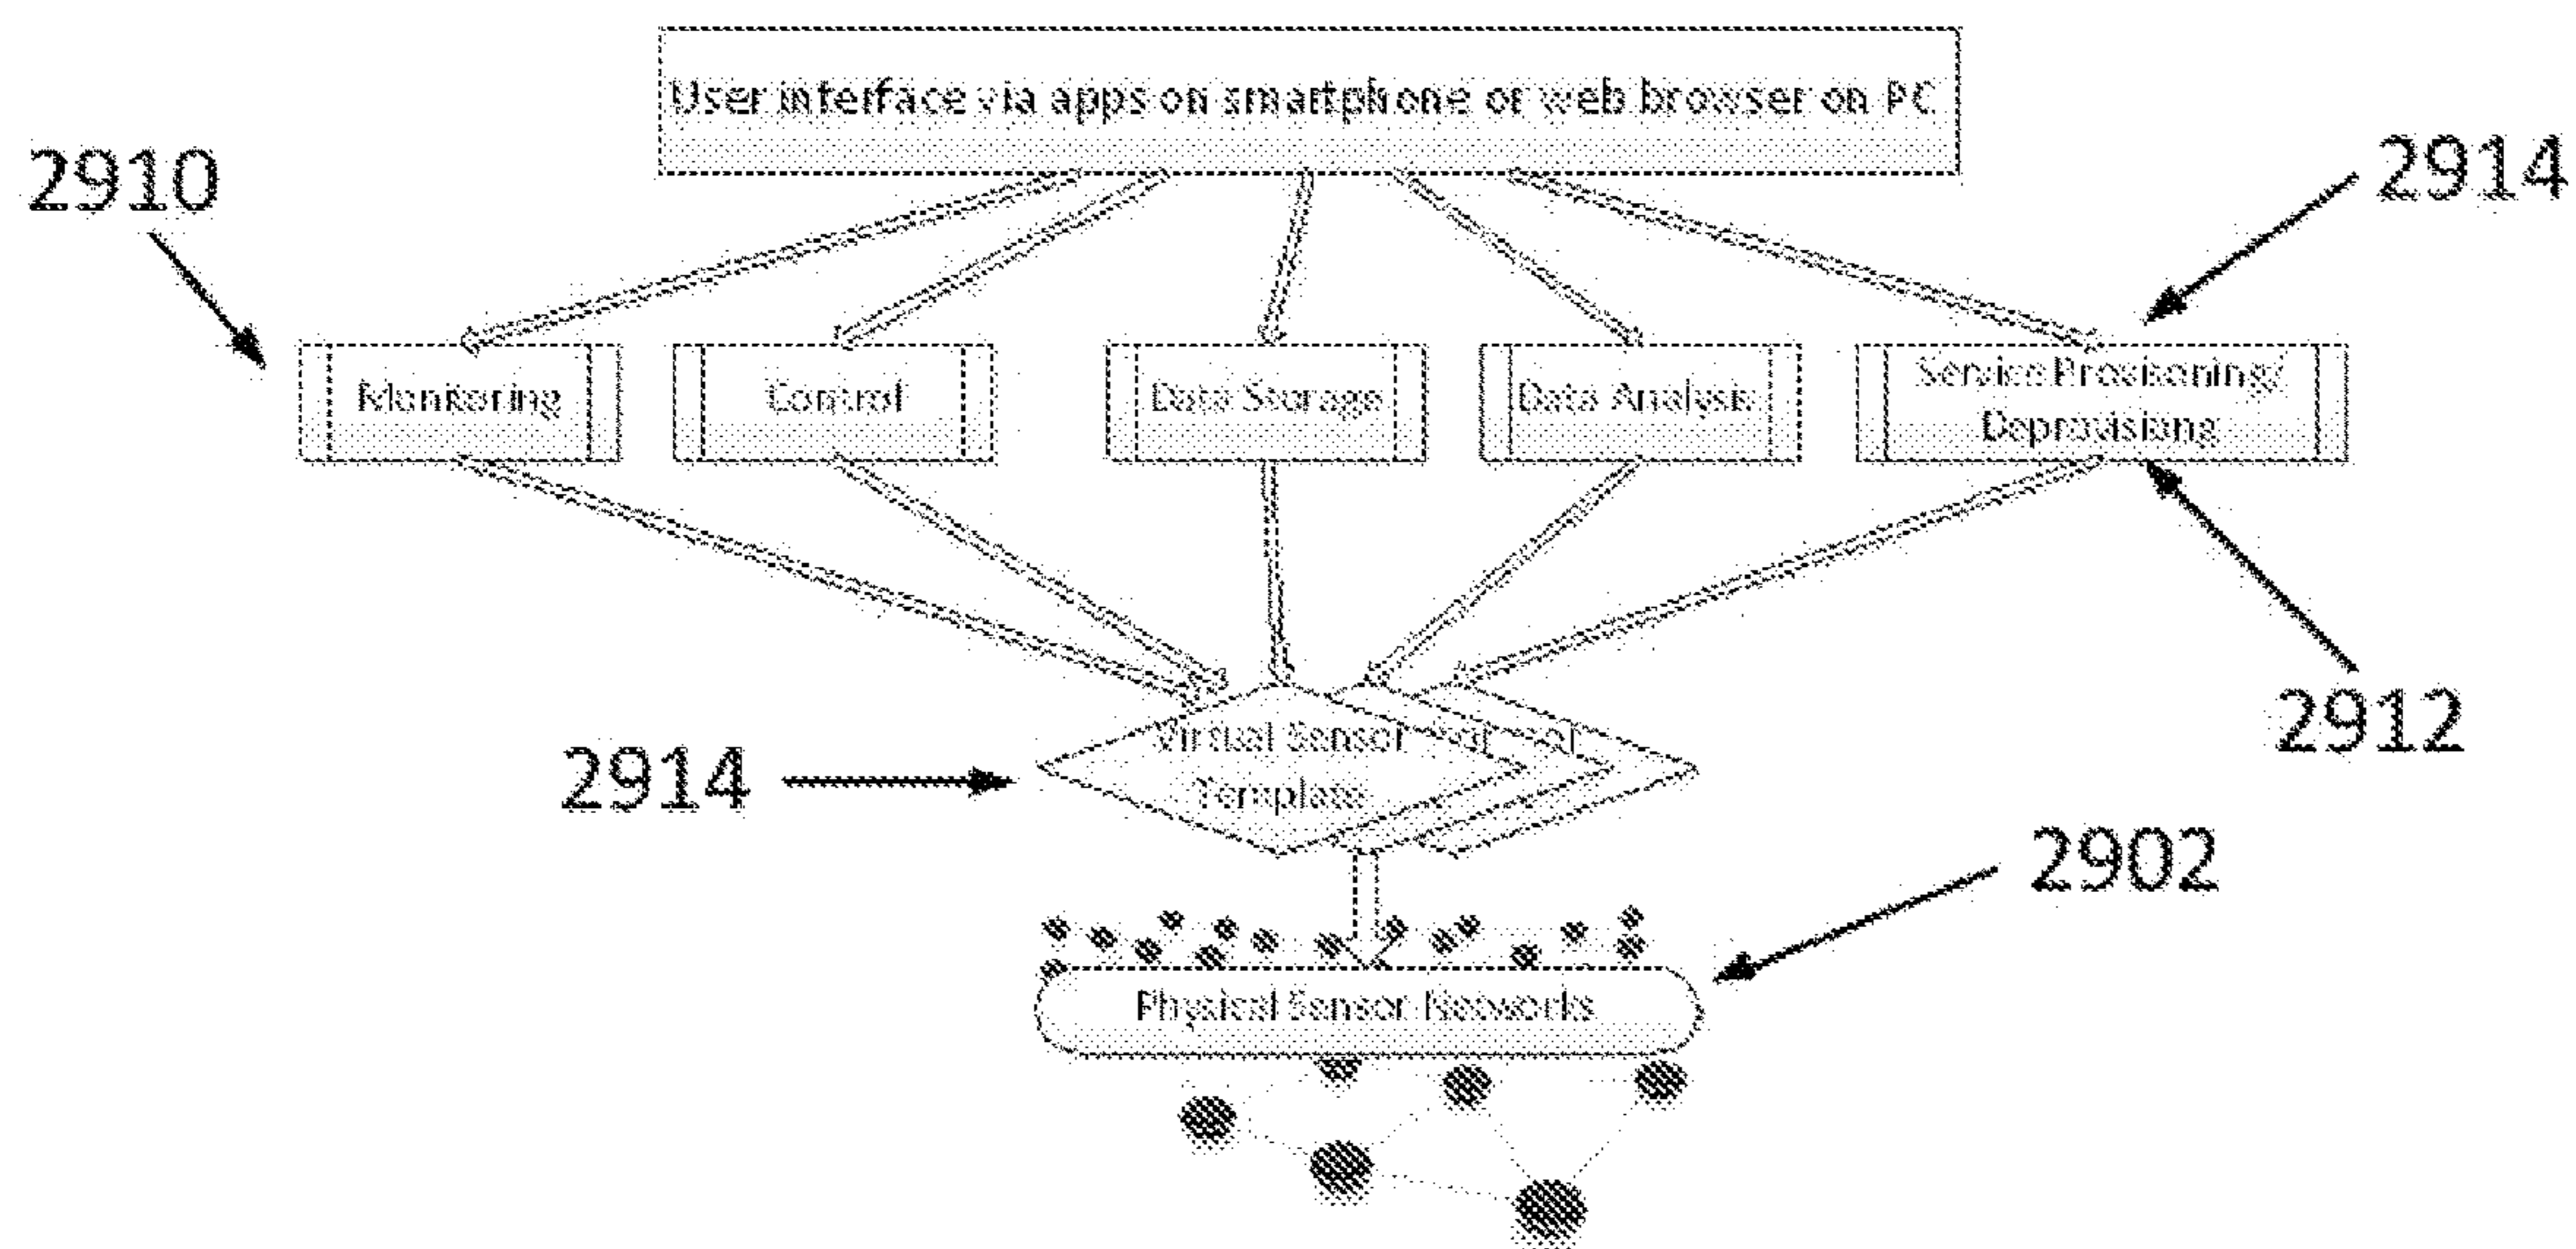 User interface via apps on smartphone or web browser on PC
2910
2914
Monitoring
Control
Data Storage
Data Analysis
Service Provisioning/
Deprovisiong
2912
Virtual Sensor
Template
2914
2902
Physical Sensor Networks